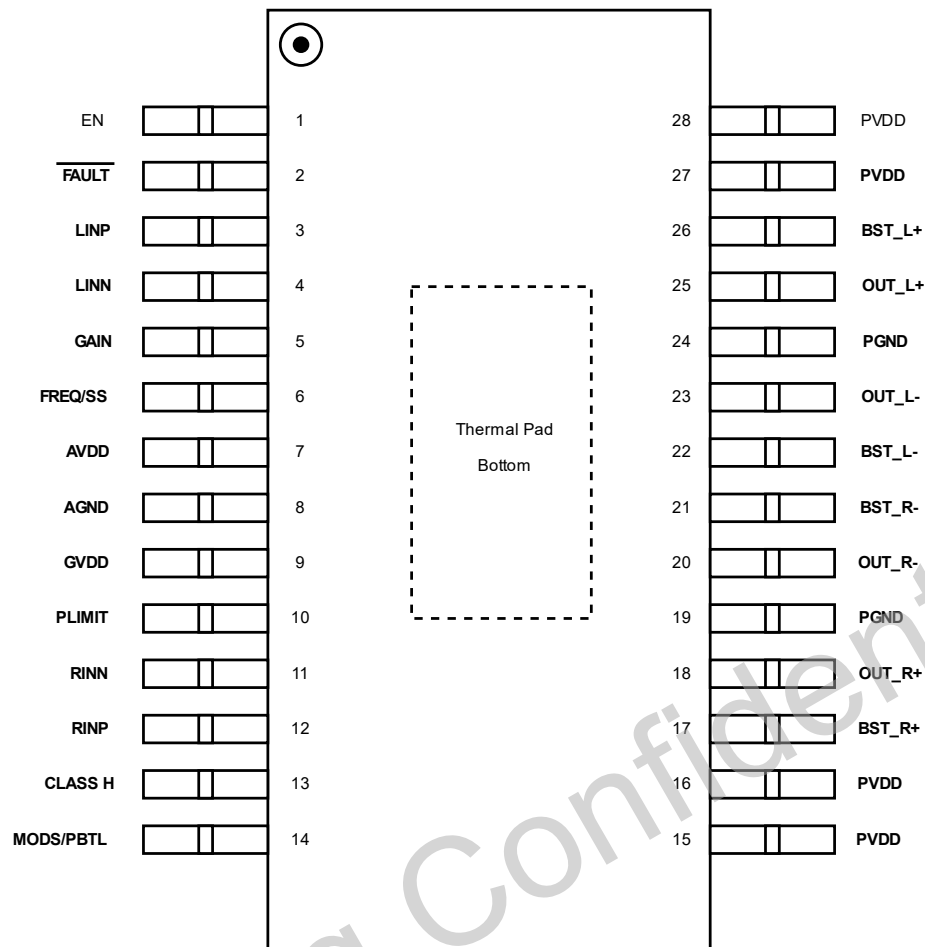 EN 1 28 PVDD
FAULT 2 27 PVDD
LINP 3 26 BST_L+
LINN 4 25 OUT_L+
GAIN 5 24 PGND
FREQ/SS 6 23 OUT_L-
AVDD 7 22 BST_L-
AGND 8 21 BST_R-
GVDD 9 20 OUT_R-
PLIMIT 10 19 PGND
RINN 11 18 OUT_R+
RINP 12 17 BST_R+
CLASS H 13 16 PVDD
MODS/PBTL 14 15 PVDD
Thermal Pad
Bottom